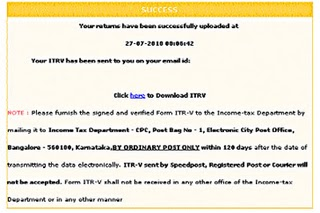 SUCCESS
Your returns have been successfully uploaded at
27-07-2010 00:06:42
Your ITRV has been sent to you on your email id:
Click here to Download ITRV
NOTE : Please furnish the signed and verified Form ITR-V to the Income-tax Department by
mailing it to Income Tax Department - CPC, Post Bag No - 1, Electronic City Post Office,
Bangalore - 560100, Karnataka,BY ORDINARY POST ONLY within 120 days after the date of
transmitting the data electronically. ITR-V sent by Speedpost, Registered Post or Courier will
not be accepted. Form ITR-V shall not be received in any other office of the Income-tax
Department or in any other manner